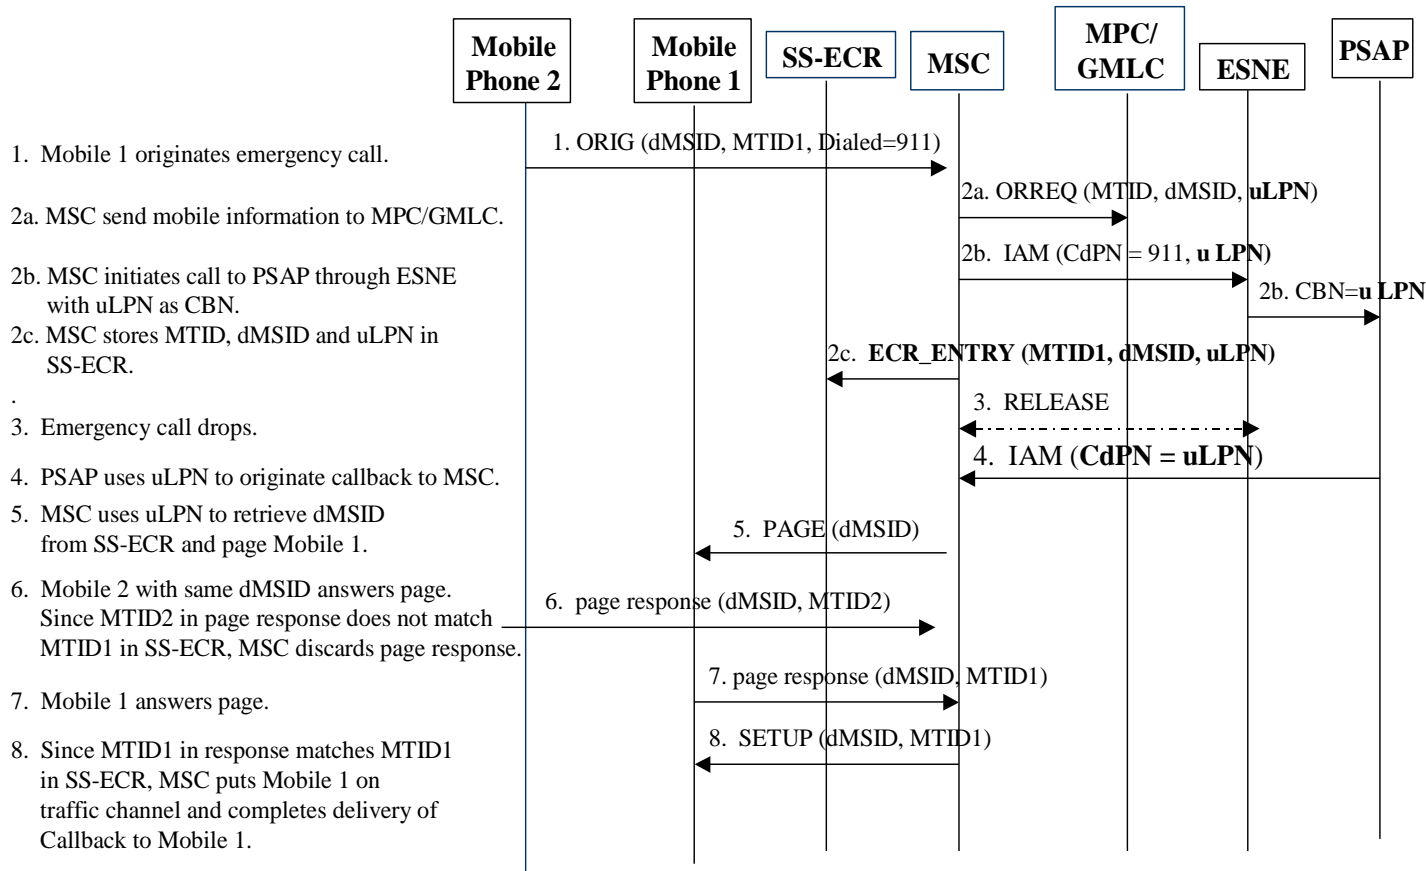 Mobile
Phone 2
Mobile
Phone 1
SS-ECR
MSC
MPC/
GMLC
ESNE
PSAP
1. Mobile 1 originates emergency call.
1. ORIG (dMSID, MTID1, Dialed=911)
2a. MSC send mobile information to MPC/GMLC.
2a. ORREQ (MTID, dMSID, uLPN)
2b. MSC initiates call to PSAP through ESNE
with uLPN as CBN.
2b. IAM (CdPN = 911, u LPN)
2b. CBN=u LPN
2c. MSC stores MTID, dMSID and uLPN in
SS-ECR.
2c. ECR_ENTRY (MTID1, dMSID, uLPN)
.
3. Emergency call drops.
3. RELEASE
4. PSAP uses uLPN to originate callback to MSC.
4. IAM (CdPN = uLPN)
5. MSC uses uLPN to retrieve dMSID
from SS-ECR and page Mobile 1.
5. PAGE (dMSID)
6. Mobile 2 with same dMSID answers page.
Since MTID2 in page response does not match
MTID1 in SS-ECR, MSC discards page response.
6. page response (dMSID, MTID2)
7. Mobile 1 answers page.
7. page response (dMSID, MTID1)
8. Since MTID1 in response matches MTID1
in SS-ECR, MSC puts Mobile 1 on
traffic channel and completes delivery of
Callback to Mobile 1.
8. SETUP (dMSID, MTID1)